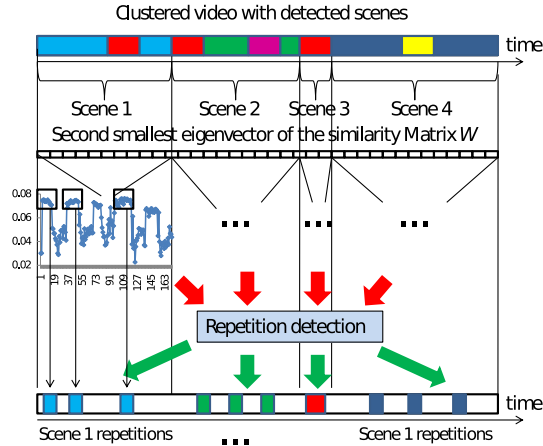 Clustered video with detected scenes
time
Scene 1 Scene 2 Scene 3 Scene 4
Second smallest eigenvector of the similarity Matrix W
0.08
0.06
0.04
0.02
1 19 37 55 73 91 109 127 145 163
... ... ...
Repetition detection
time
Scene 1 repetitions Scene 1 repetitions
...